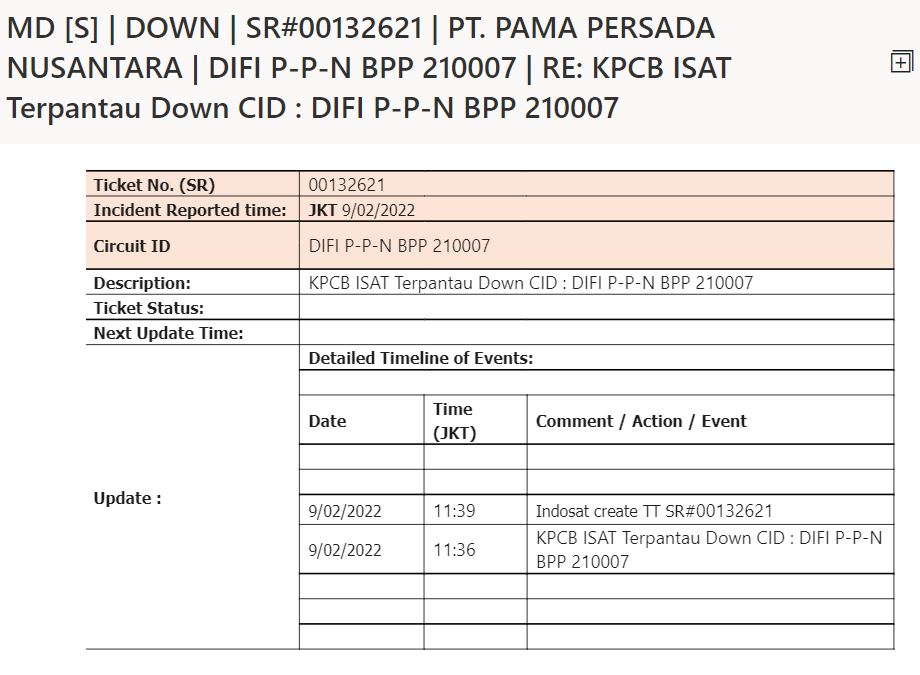 MD [S] | DOWN | SR#00132621 | PT. PAMA PERSADA
NUSANTARA | DIFI P-P-N BPP 210007 | RE: KPCB ISAT
Terpantau Down CID : DIFI P-P-N BPP 210007
Ticket No. (SR) 00132621
Incident Reported time: JKT 9/02/2022
Circuit ID DIFI P-P-N BPP 210007
Description: KPCB ISAT Terpantau Down CID : DIFI P-P-N BPP 210007
Ticket Status:
Next Update Time:
Update :
Detailed Timeline of Events:
Date
Time
(JKT)
Comment / Action / Event
9/02/2022 11:39 Indosat create TT SR#00132621
9/02/2022 11:36 KPCB ISAT Terpantau Down CID : DIFI P-P-N
BPP 210007